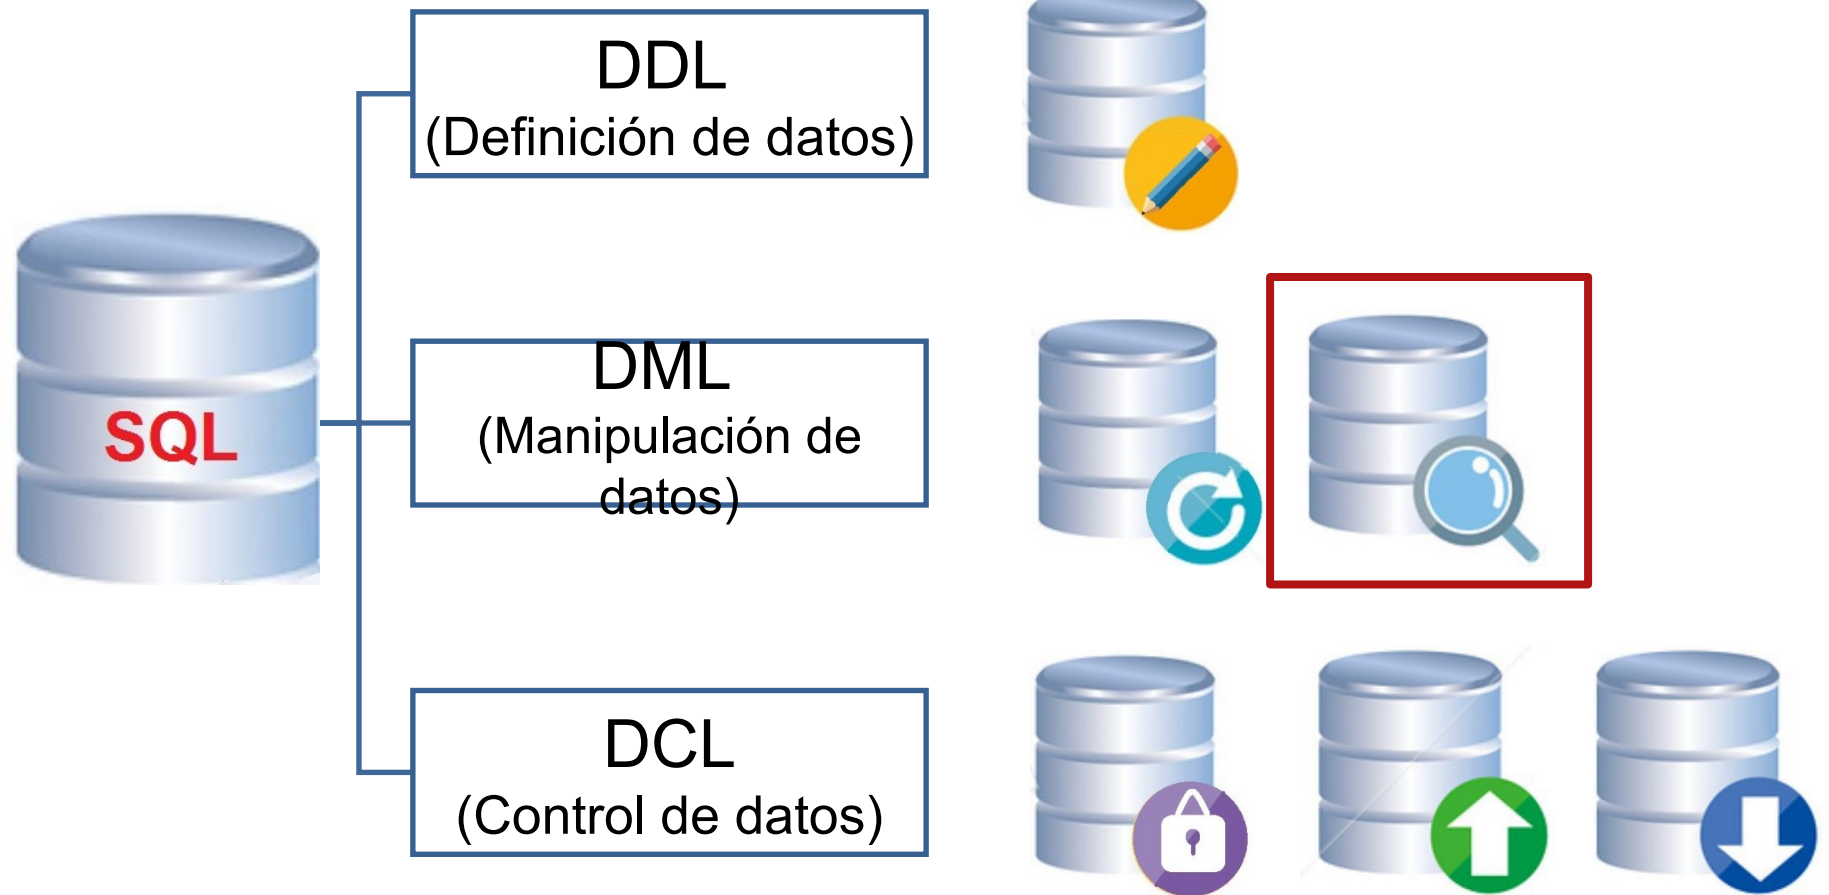 DDL
(Definición de datos)
SQL
DML
(Manipulación de
datos)
DCL
(Control de datos)